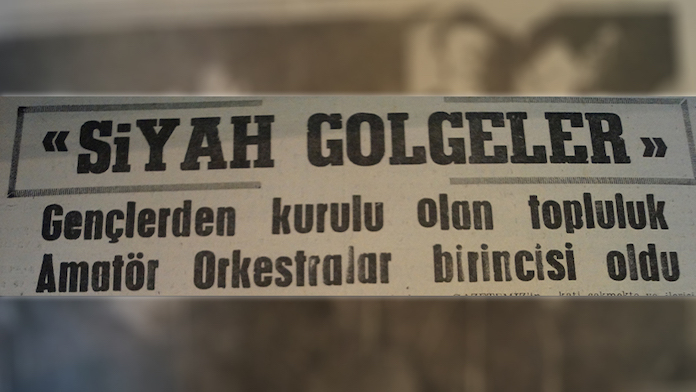 « SiYAH GOLGELER »
Gençlerden kurulu olan topluluk
Amatör Orkestralar birincisi oldu